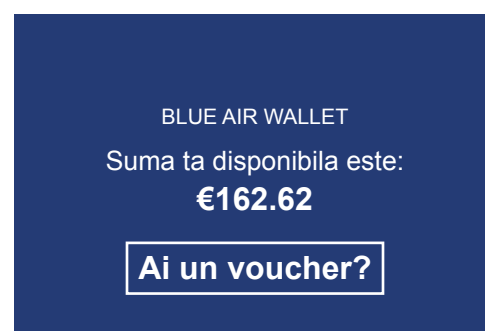 BLUE AIR WALLET
Suma ta disponibila este:
€162.62
Ai un voucher?